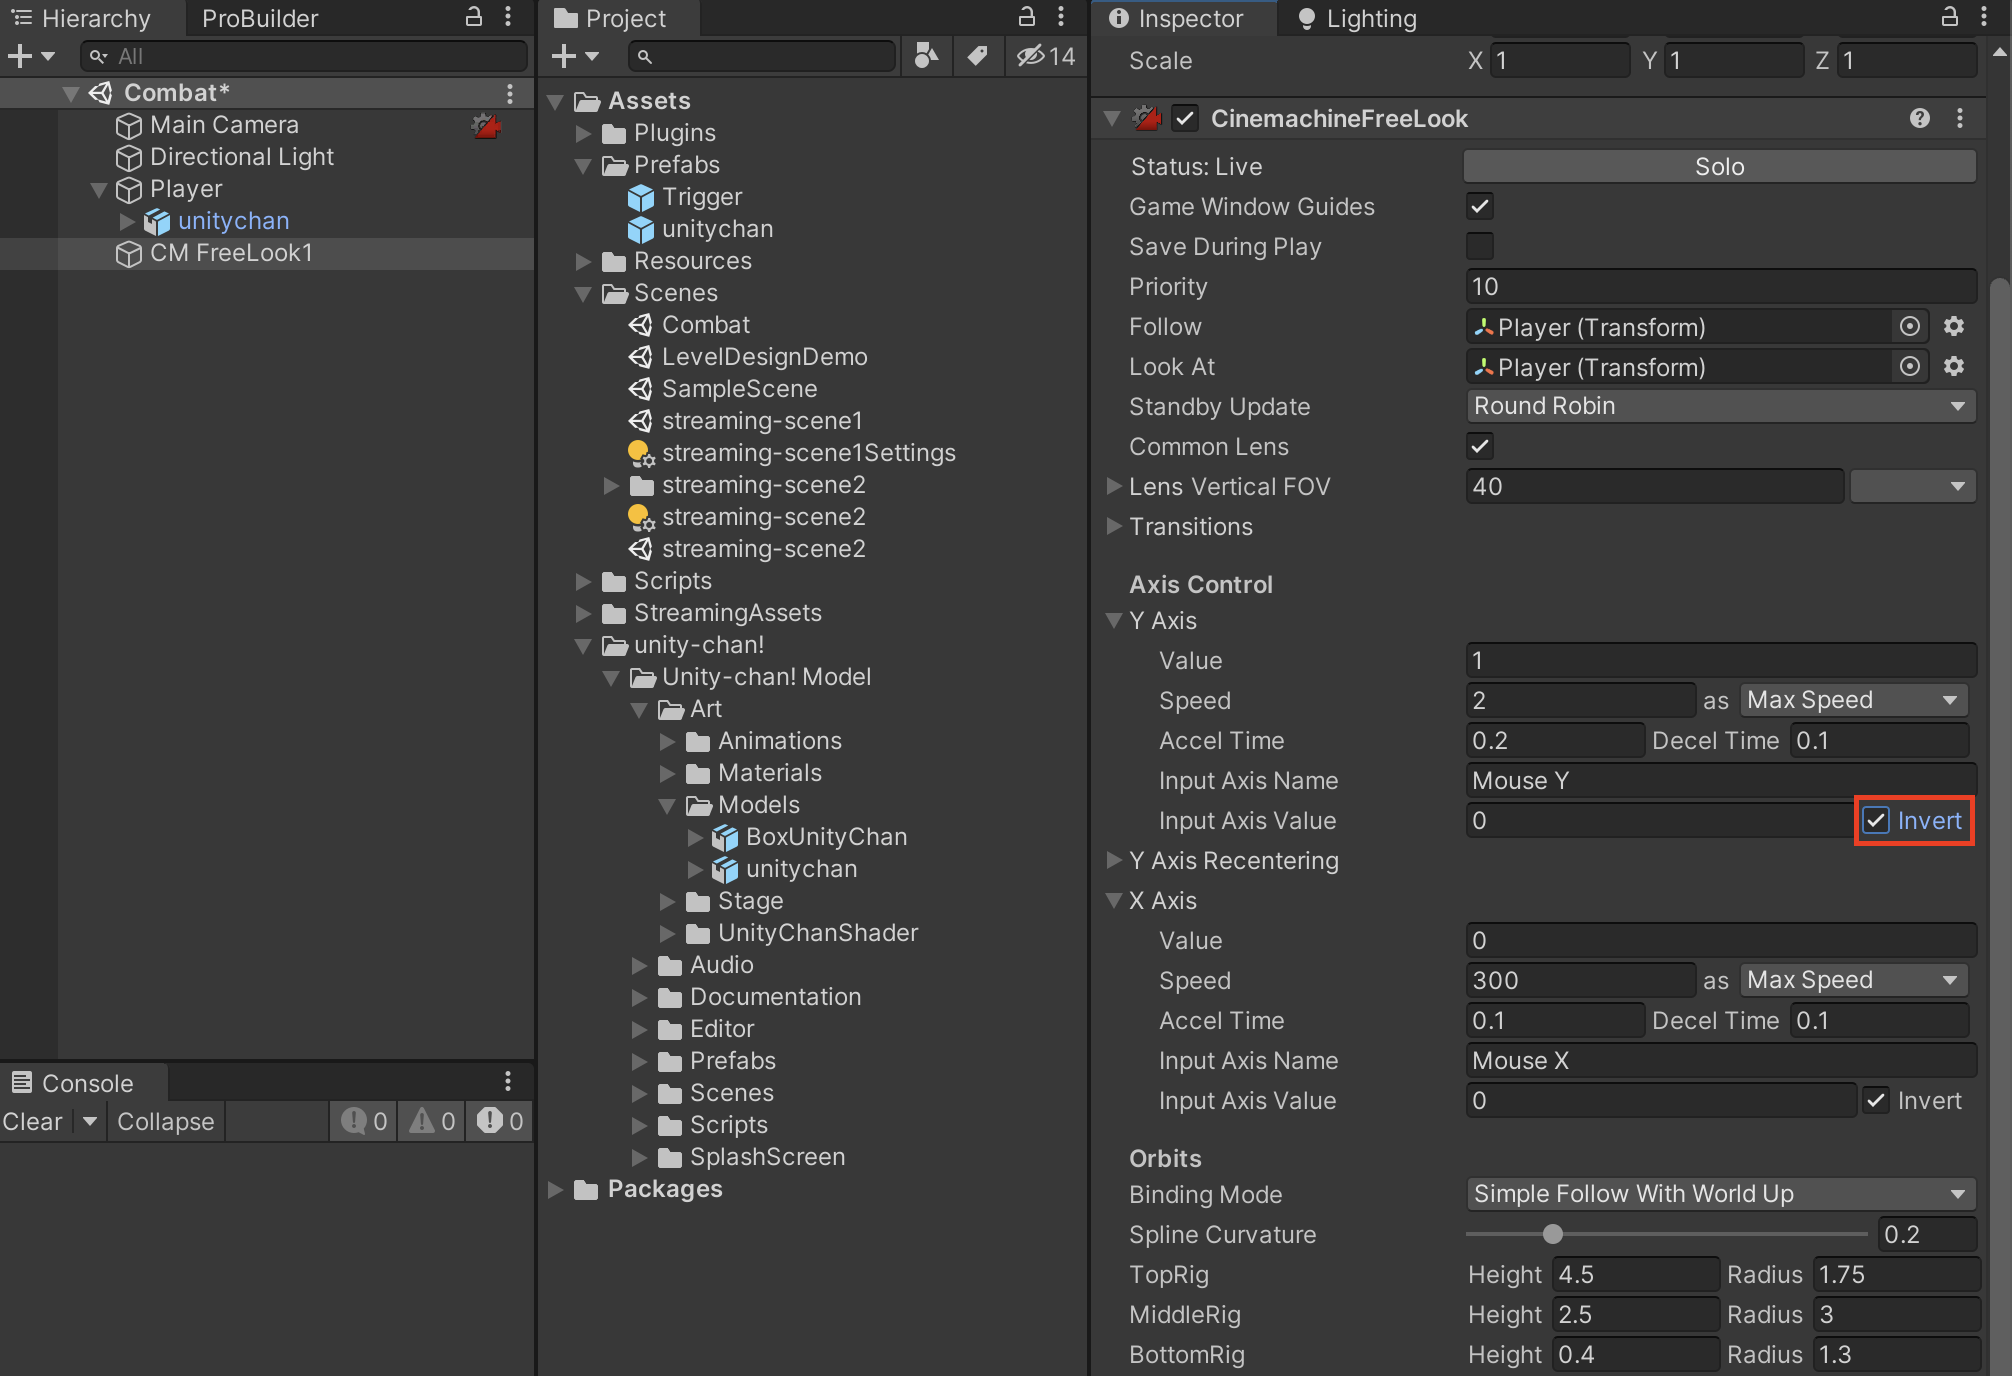 Hierarchy
ProBuilder
All
Combat*
Main Camera
Directional Light
Player
unitychan
CM FreeLook1
Console
Clear
Collapse
0
0
0
Project
14
Assets
Plugins
Prefabs
Trigger
unitychan
Resources
Scenes
Combat
LevelDesignDemo
SampleScene
streaming-scene1
streaming-scene1Settings
streaming-scene2
streaming-scene2
streaming-scene2
Scripts
StreamingAssets
unity-chan!
Unity-chan! Model
Art
Animations
Materials
Models
BoxUnityChan
unitychan
Stage
UnityChanShader
Audio
Documentation
Editor
Prefabs
Scenes
Scripts
SplashScreen
Packages
Inspector
Lighting
Scale X 1 Y 1 Z 1
CinemachineFreeLook
Status: Live Solo
Game Window Guides
Save During Play
Priority 10
Follow Player (Transform)
Look At Player (Transform)
Standby Update Round Robin
Common Lens
Lens Vertical FOV 40
Transitions
Axis Control
Y Axis
Value 1
Speed 2 as Max Speed
Accel Time 0.2 Decel Time 0.1
Input Axis Name Mouse Y
Input Axis Value 0 Invert
Y Axis Recentering
X Axis
Value 0
Speed 300 as Max Speed
Accel Time 0.1 Decel Time 0.1
Input Axis Name Mouse X
Input Axis Value 0 Invert
Orbits
Binding Mode Simple Follow With World Up
Spline Curvature 0.2
TopRig Height 4.5 Radius 1.75
MiddleRig Height 2.5 Radius 3
BottomRig Height 0.4 Radius 1.3